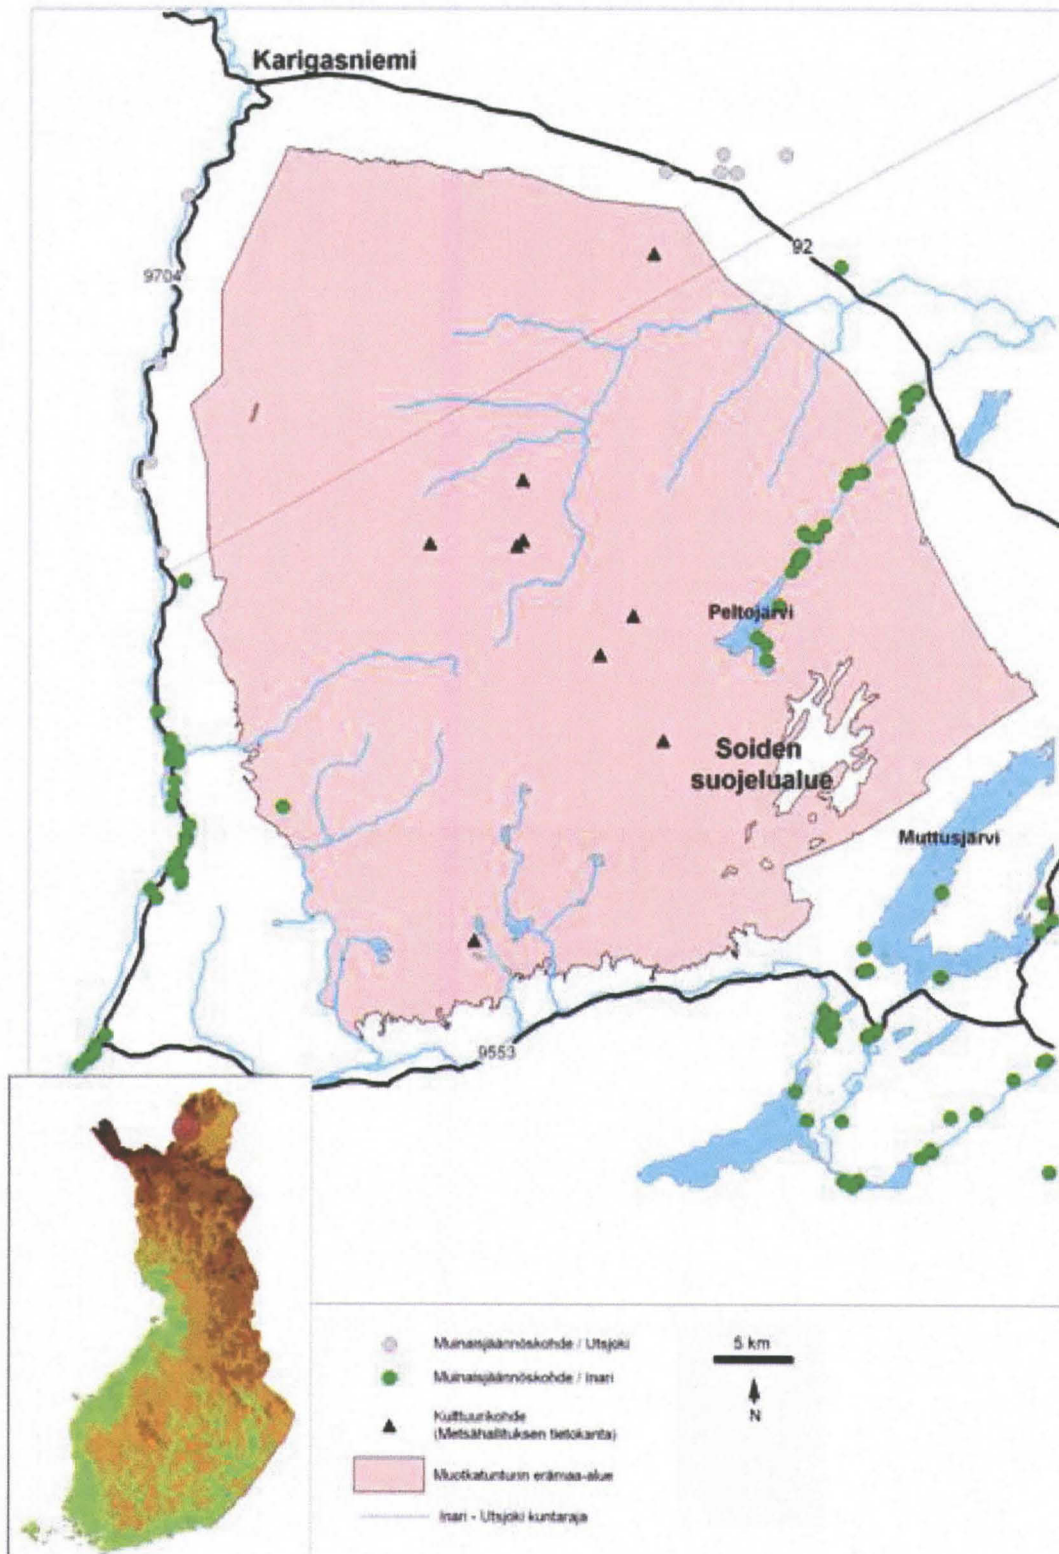 Karigasniemi
92
9704
Peltojärvi
Soiden
suojelualue
Muttusjärvi
9553
Muinaisjäännöskohde / Utsjoki
Muinaisjäännöskohde / Inari
Kulttuurikohde
(Metsähallituksen tietokanta)
Muotkatunturin erämaa-alue
Inari - Utsjoki kuntaraja
5 km
N